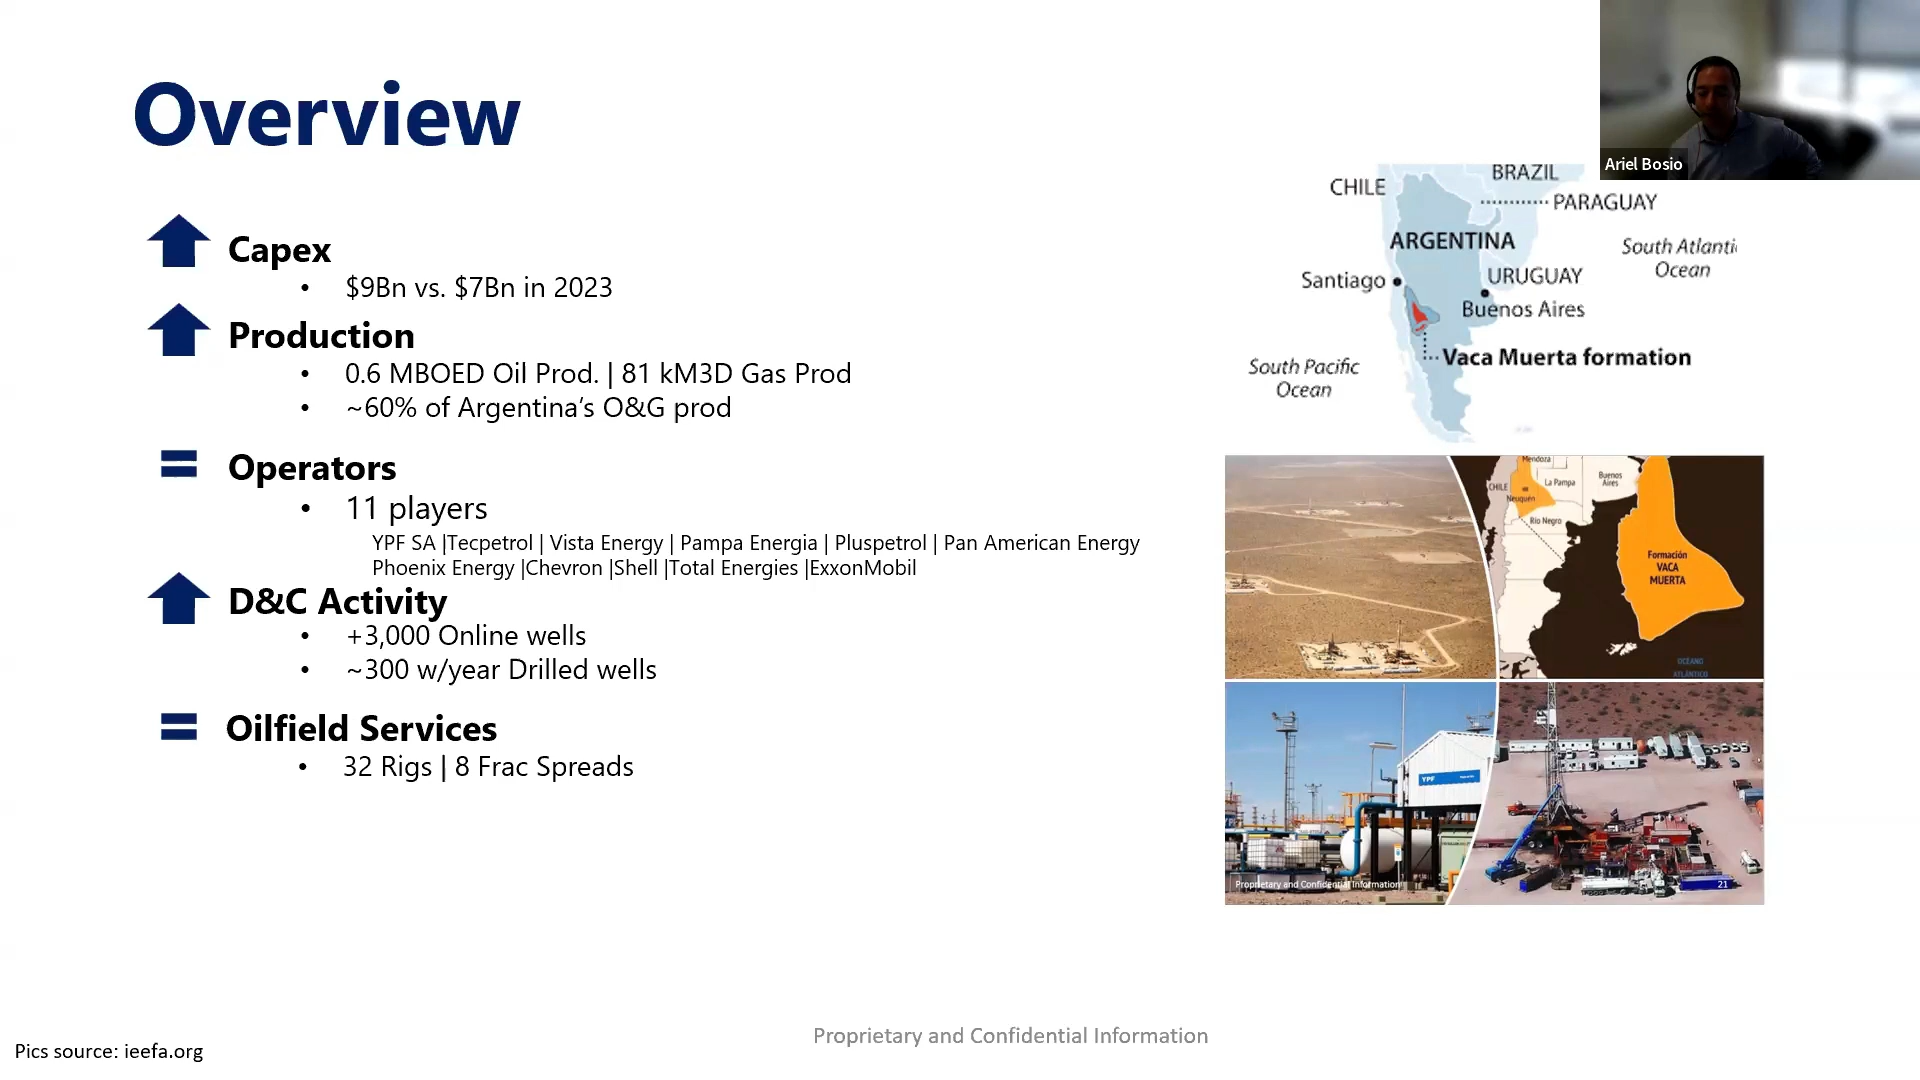 Overview
Capex
• $9Bn vs. $7Bn in 2023
Production
• 0.6 MBOED Oil Prod. | 81 kM3D Gas Prod
• ~60% of Argentina‘s O&G prod
Operators
• 11 players
YPF SA |Tecpetrol | Vista Energy | Pampa Energia | Pluspetrol | Pan American Energy
Phoenix Energy |Chevron |Shell |Total Energies |ExxonMobil
D&C Activity
• +3,000 Online wells
• ~300 w/year Drilled wells
Oilfield Services
• 32 Rigs | 8 Frac Spreads
Ariel Bosio
BRAZIL
CHILE
PARAGUAY
ARGENTINA
South Atlanti
Ocean
URUGUAY
Santiago
Buenos Aires
Vaca Muerta formation
South Pacific
Ocean
Mendoza
CHILE
La Pampa
Buenos
Aires
Neuquén
Río Negro
Formación
VACA
MUERTA
OCÉANO
ATLÁNTICO
YPF
Proprietary and Confidential Information
21
Proprietary and Confidential Information
Pics source: ieefa.org